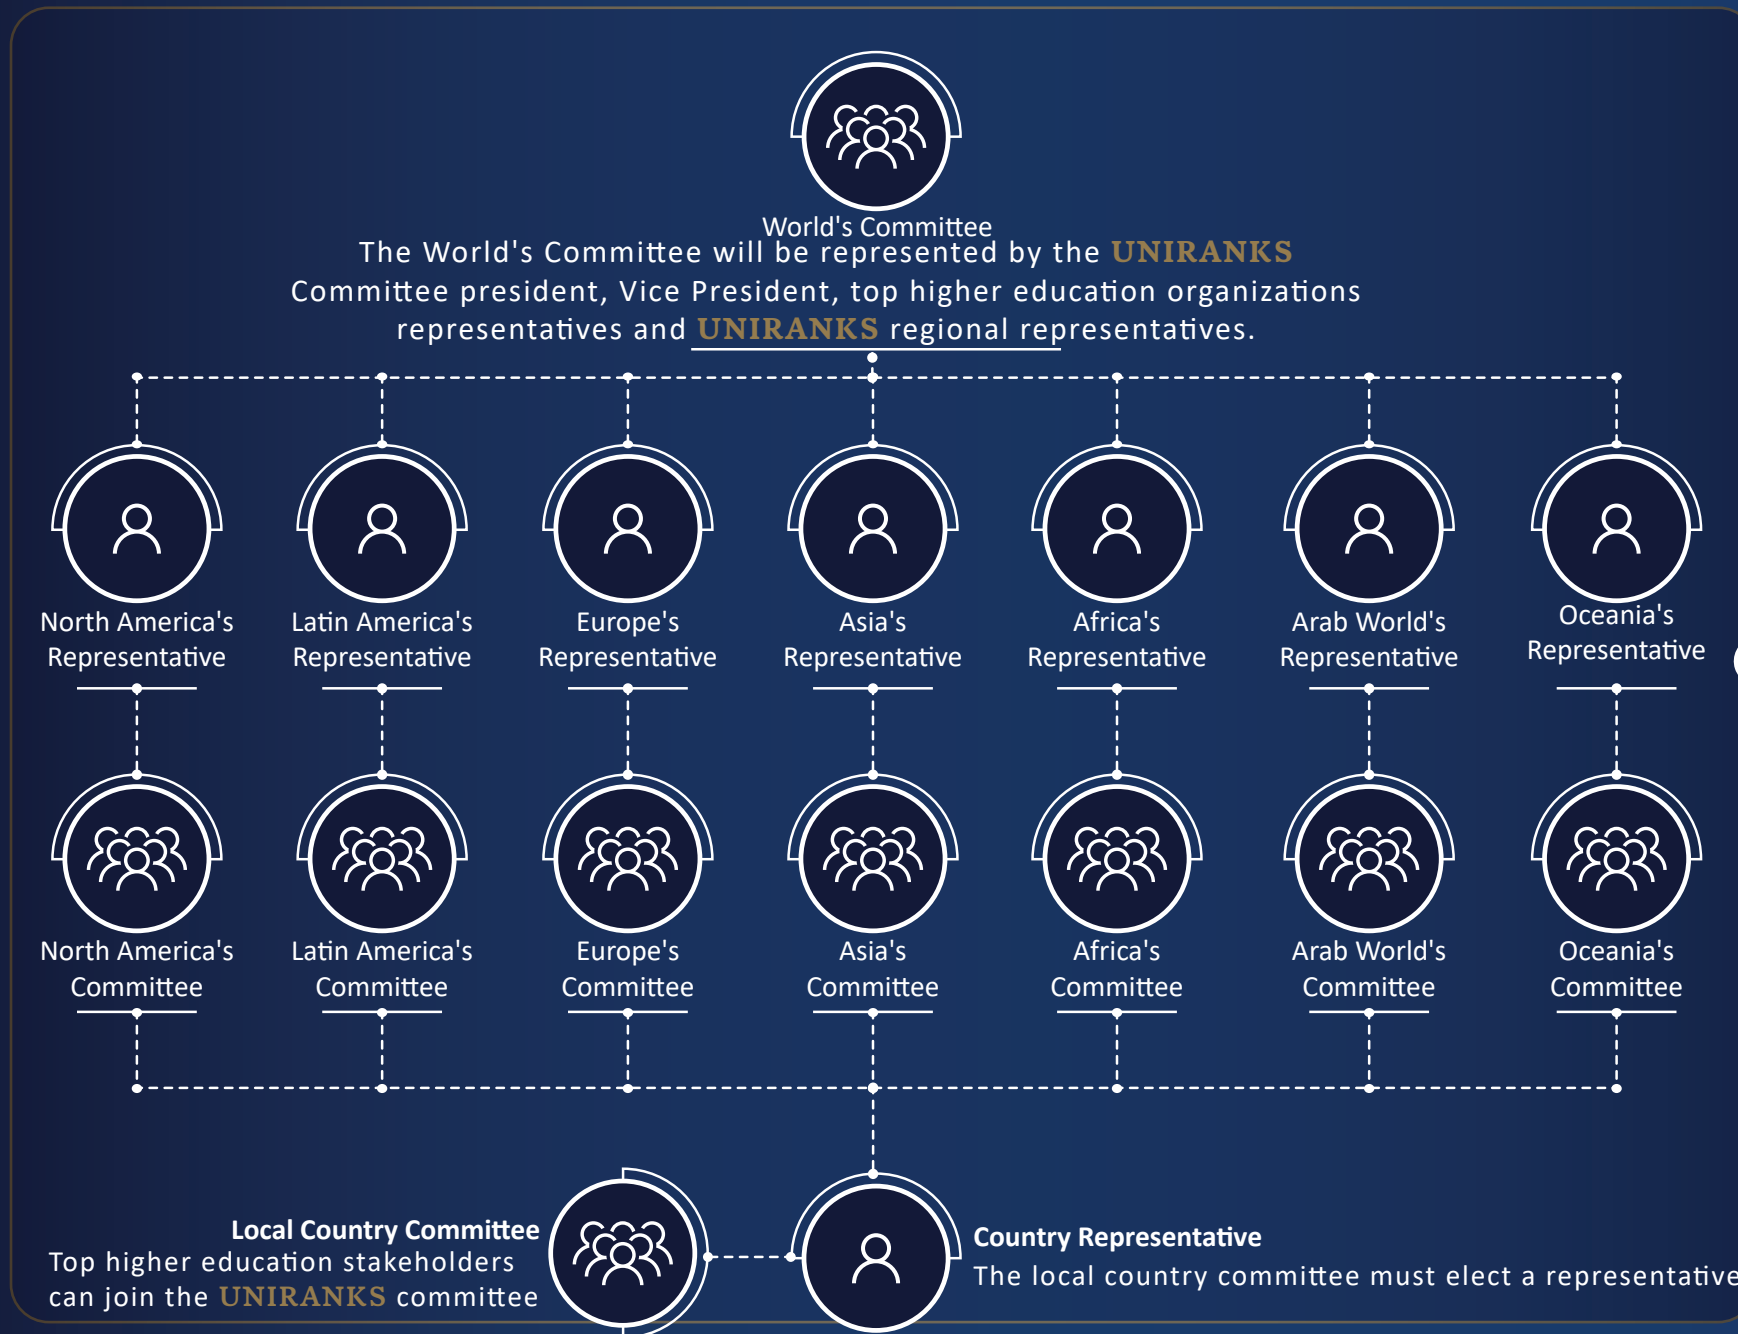 World's Committee
The World's Committee will be represented by the UNIRANKS
Committee president, Vice President, top higher education organizations
representatives and UNIRANKS regional representatives.
North America's
Representative
Latin America's
Representative
Europe's
Representative
Asia's
Representative
Africa's
Representative
Arab World's
Representative
Oceania's
Representative
North America's
Committee
Latin America's
Committee
Europe's
Committee
Asia's
Committee
Africa's
Committee
Arab World's
Committee
Oceania's
Committee
Local Country Committee
Top higher education stakeholders
can join the UNIRANKS committee
Country Representative
The local country committee must elect a representative